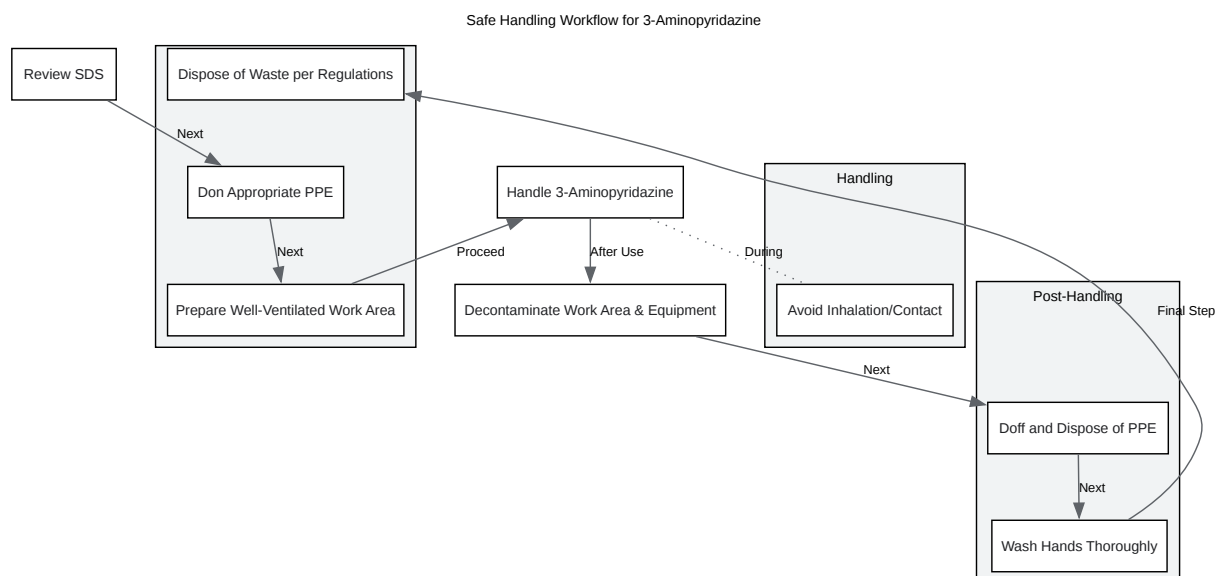 Safe Handling Workflow for 3-Aminopyridazine
Review SDS
Dispose of Waste per Regulations
Next
Don Appropriate PPE
Handle 3-Aminopyridazine
Handling
Next
Proceed
After Use
During
Prepare Well-Ventilated Work Area
Decontaminate Work Area & Equipment
Avoid Inhalation/Contact
Post-Handling
Final Step
Next
Doff and Dispose of PPE
Next
Wash Hands Thoroughly